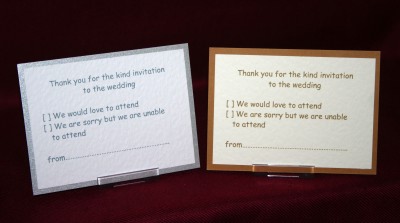 Thank you for the kind invitation
to the wedding
[ ] We would love to attend
[ ] We are sorry but we are unable
to attend
from........................................
Thank you for the kind invitation
to the wedding
[ ] We would love to attend
[ ] We are sorry but we are unable
to attend
from........................................